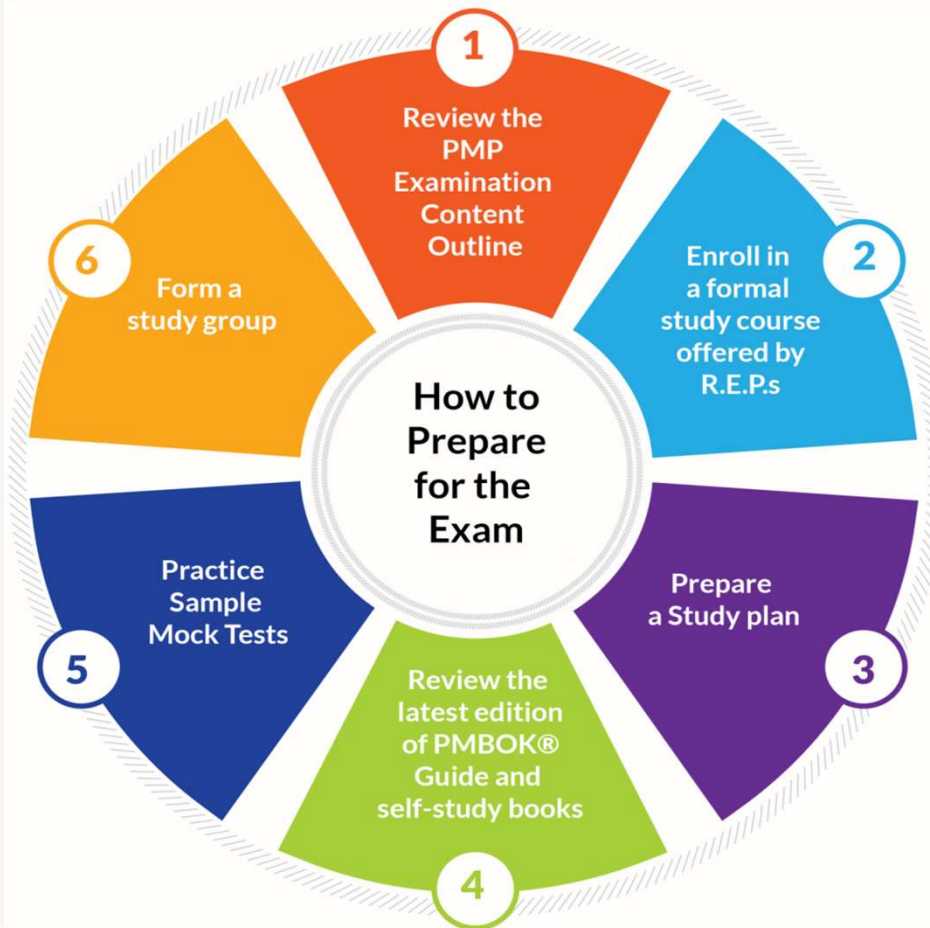 How to
Prepare
for the
Exam
1
Review the
PMP
Examination
Content
Outline
2
Enroll in
a formal
study course
offered by
R.E.P.s
3
Prepare
a Study plan
4
Review the
latest edition
of PMBOK®
Guide and
self-study books
5
Practice
Sample
Mock Tests
6
Form a
study group